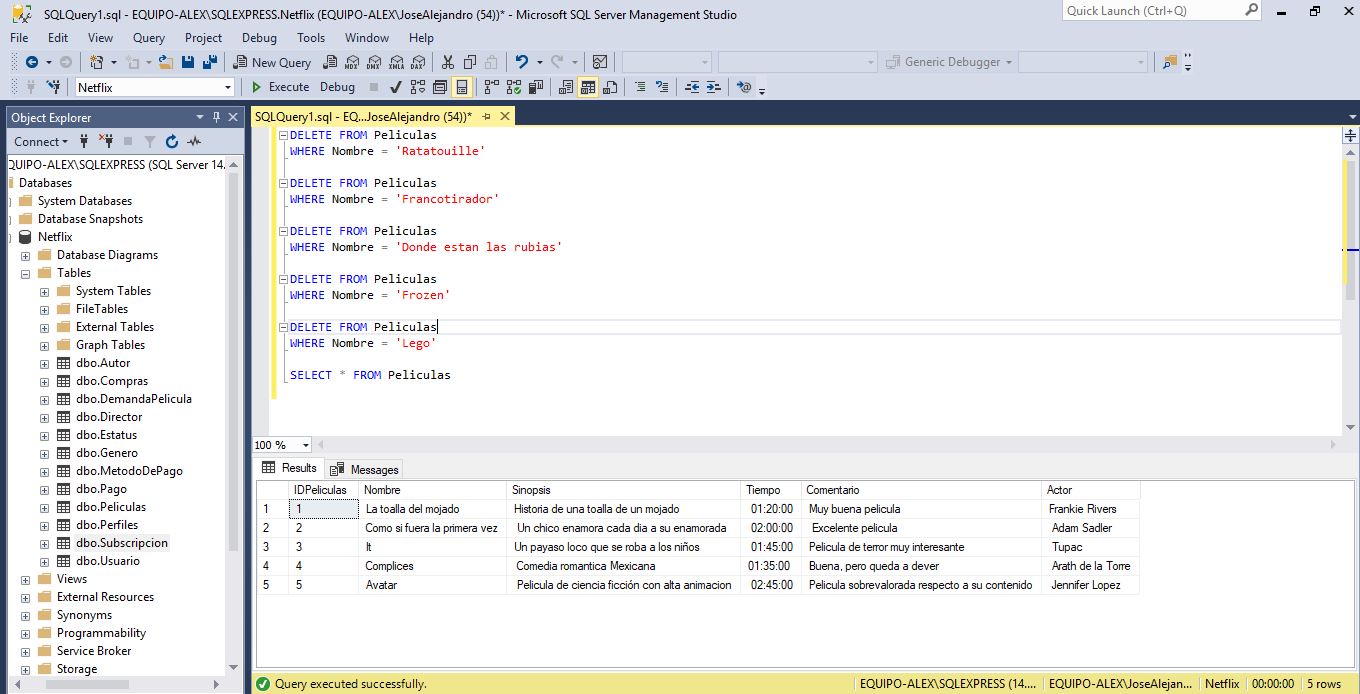 SQLQuery1.sql - EQUIPO-ALEX\SQLEXPRESS.Netflix (EQUIPO-ALEX\JoseAlejandro (54))* - Microsoft SQL Server Management Studio
Quick Launch (Ctrl+Q)
File Edit View Query Project Debug Tools Window Help
New Query MDX DMX XMLA DAX Generic Debugger
Netflix Execute Debug
Object Explorer
Connect
QUIPO-ALEX\SQLEXPRESS (SQL Server 14.
Databases
System Databases
Database Snapshots
Netflix
Database Diagrams
Tables
System Tables
FileTables
External Tables
Graph Tables
dbo.Autor
dbo.Compras
dbo.DemandaPelicula
dbo.Director
dbo.Estatus
dbo.Genero
dbo.MetodoDePago
dbo.Pago
dbo.Peliculas
dbo.Perfiles
dbo.Subscripcion
dbo.Usuario
Views
External Resources
Synonyms
Programmability
Service Broker
Storage
SQLQuery1.sql - EQ...JoseAlejandro (54))*
DELETE FROM Peliculas
WHERE Nombre = 'Ratatouille'
DELETE FROM Peliculas
WHERE Nombre = 'Francotirador'
DELETE FROM Peliculas
WHERE Nombre = 'Donde estan las rubias'
DELETE FROM Peliculas
WHERE Nombre = 'Frozen'
DELETE FROM Peliculas
WHERE Nombre = 'Lego'
SELECT * FROM Peliculas
100 %
Results Messages
IDPeliculas Nombre Sinopsis Tiempo Comentario Actor
1 1 La toalla del mojado Historia de una toalla de un mojado 01:20:00 Muy buena pelicula Frankie Rivers
2 2 Como si fuera la primera vez Un chico enamora cada dia a su enamorada 02:00:00 Excelente pelicula Adam Sadler
3 3 It Un payaso loco que se roba a los niños 01:45:00 Pelicula de terror muy interesante Tupac
4 4 Complices Comedia romantica Mexicana 01:35:00 Buena, pero queda a dever Arath de la Torre
5 5 Avatar Pelicula de ciencia ficción con alta animacion 02:45:00 Pelicula sobrevalorada respecto a su contenido Jennifer Lopez
Query executed successfully. EQUIPO-ALEX\SQLEXPRESS (14.... EQUIPO-ALEX\JoseAlejan... Netflix 00:00:00 5 rows